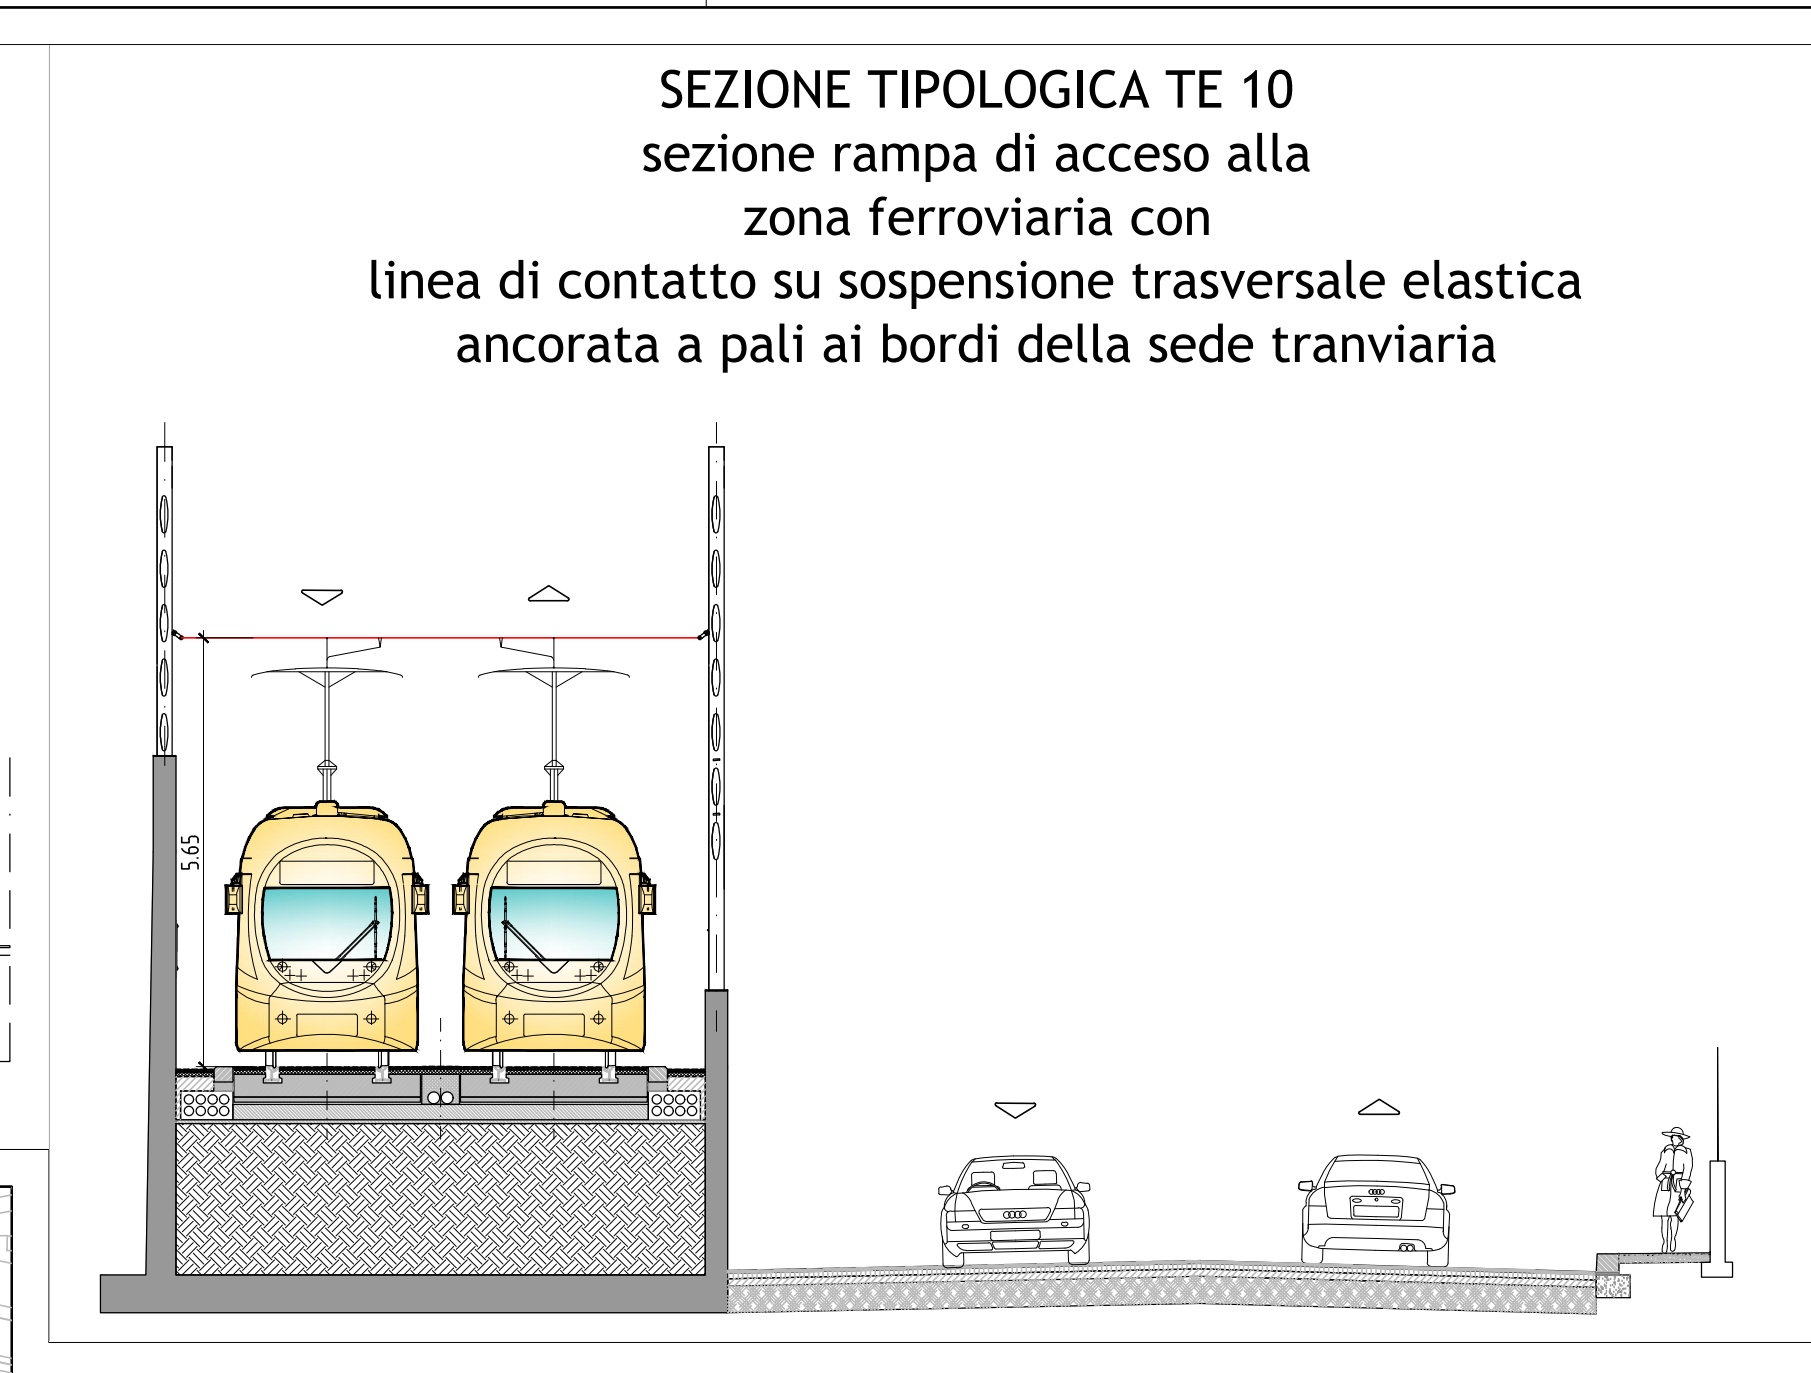 SEZIONE TIPOLOGICA TE 10
sezione rampa di acceso alla
zona ferroviaria con
linea di contatto su sospensione trasversale elastica
ancorata a pali ai bordi della sede tranviaria
5.65